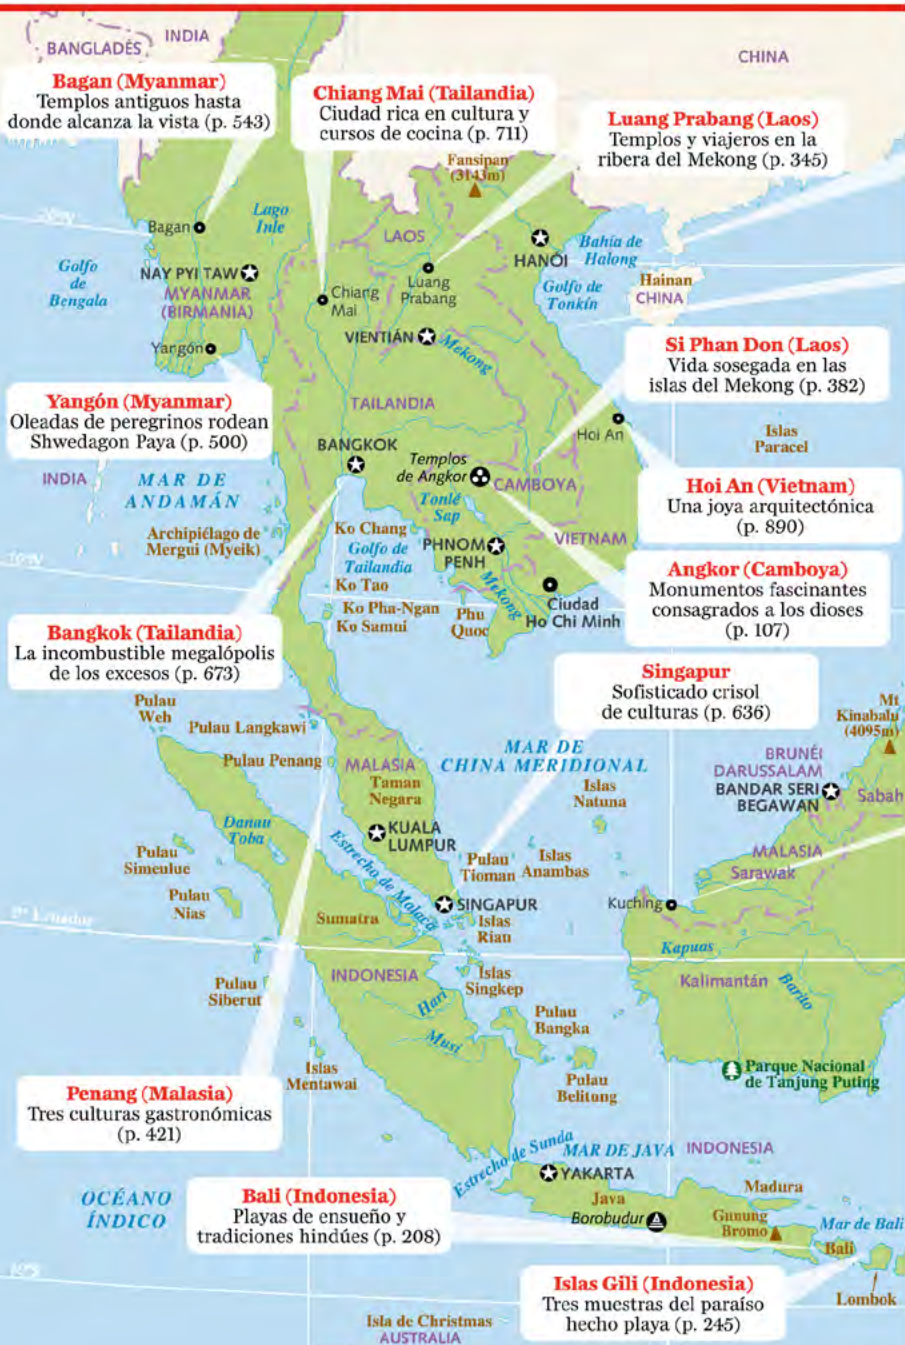 INDIA
BANGLADÉS
CHINA
Bagan (Myanmar)
Templos antiguos hasta
donde alcanza la vista (p. 543)
Chiang Mai (Tailandia)
Ciudad rica en cultura y
cursos de cocina (p. 711)
Luang Prabang (Laos)
Templos y viajeros en la
ribera del Mekong (p. 345)
Fansipan
(3143m)
20°N
Bagan
Lago
Inle
LAOS
HANÓI
Bahía de
Halong
Golfo
de
Bengala
NAY PYI TAW
MYANMAR
(BIRMANIA)
Chiang
Mai
Luang
Prabang
Golfo de
Tonkín
Hainan
CHINA
VIENTIÁN
Mekong
Yangón
Si Phan Don (Laos)
Vida sosegada en las
islas del Mekong (p. 382)
Yangón (Myanmar)
Oleadas de peregrinos rodean
Shwedagon Paya (p. 500)
TAILANDIA
Hoi An
Islas
Paracel
BANGKOK
Templos
de Angkor
CAMBOYA
INDIA
MAR DE
ANDAMÁN
Tonlé
Sap
Hoi An (Vietnam)
Una joya arquitectónica
(p. 890)
Archipiélago de
Mergui (Myeik)
Ko Chang
Golfo de
Tailandia
PHNOM
PENH
VIETNAM
10°N
Ko Tao
Mekong
Angkor (Camboya)
Monumentos fascinantes
consagrados a los dioses
(p. 107)
Ko Pha-Ngan
Ko Samui
Phu
Quoc
Ciudad
Ho Chi Minh
Bangkok (Tailandia)
La incombustible megalópolis
de los excesos (p. 673)
Singapur
Sofisticado crisol
de culturas (p. 636)
Pulau
Weh
Pulau Langkawi
Mt
Kinabalu
(4095m)
Pulau Penang
MALASIA
Taman
Negara
MAR DE
CHINA MERIDIONAL
BRUNÉI
DARUSSALAM
BANDAR SERI
BEGAWAN
Sabah
Islas
Natuna
Danau
Toba
KUALA
LUMPUR
Estrecho de Malaca
Pulau
Simeulue
Pulau
Tioman
Islas
Anambas
MALASIA
Sarawak
Pulau
Nias
SINGAPUR
Kuching
0° Ecuador
Sumatra
Islas
Riau
Kapuas
INDONESIA
Pulau
Siberut
Islas
Singkep
Kalimantán
Barito
Hari
Musi
Pulau
Bangka
Islas
Mentawai
Pulau
Belitung
Parque Nacional
de Tanjung Puting
Penang (Malasia)
Tres culturas gastronómicas
(p. 421)
Estrecho de Sunda
MAR DE JAVA
INDONESIA
YAKARTA
OCÉANO
ÍNDICO
Bali (Indonesia)
Playas de ensueño y
tradiciones hindúes (p. 208)
Java
Borobudur
Madura
Gunung
Bromo
Mar de Bali
Bali
10°S
Islas Gili (Indonesia)
Tres muestras del paraíso
hecho playa (p. 245)
Lombok
Isla de Christmas
AUSTRALIA